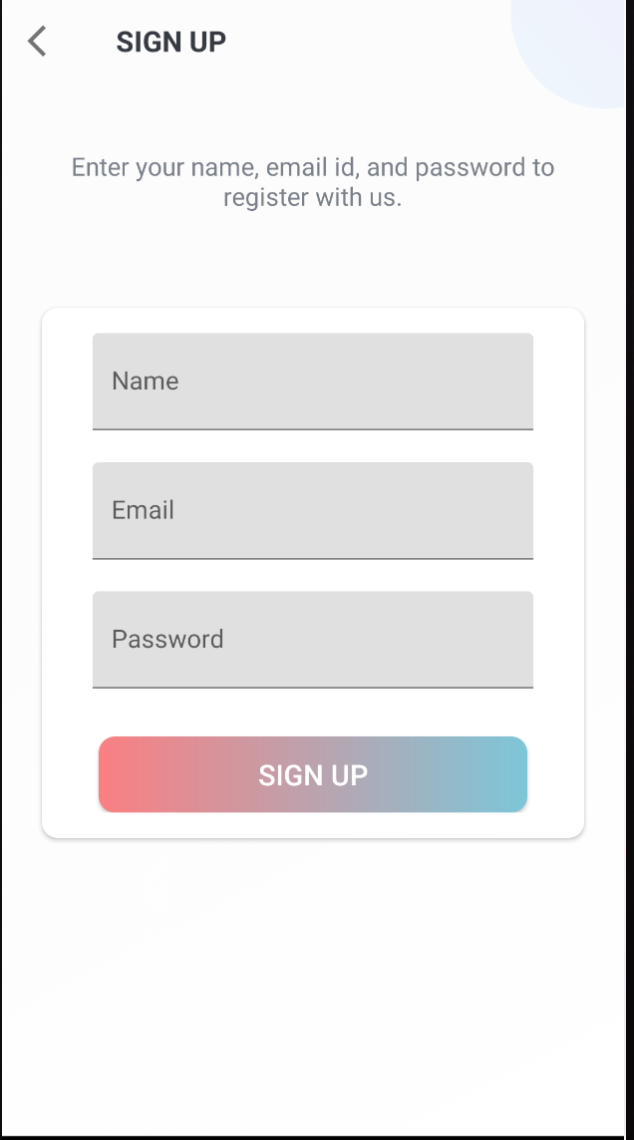 SIGN UP
Enter your name, email id, and password to
register with us.
Name
Email
Password
SIGN UP